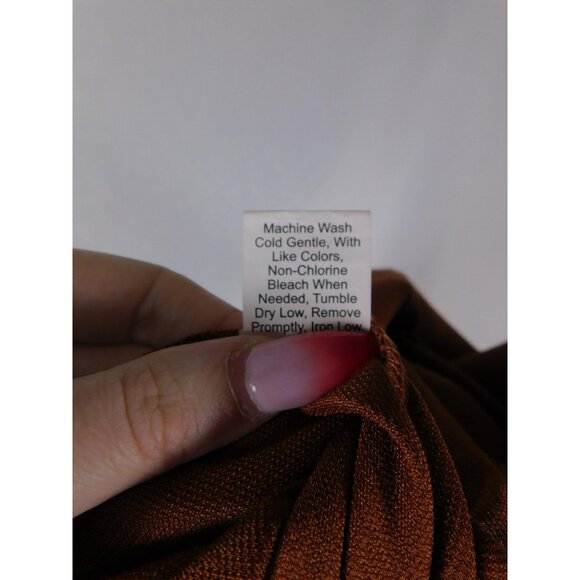 Machine Wash
Cold Gentle, With
Like Colors,
Non-Chlorine
Bleach When
Needed, Tumble
Dry Low, Remove
Promptly, Iron Low.